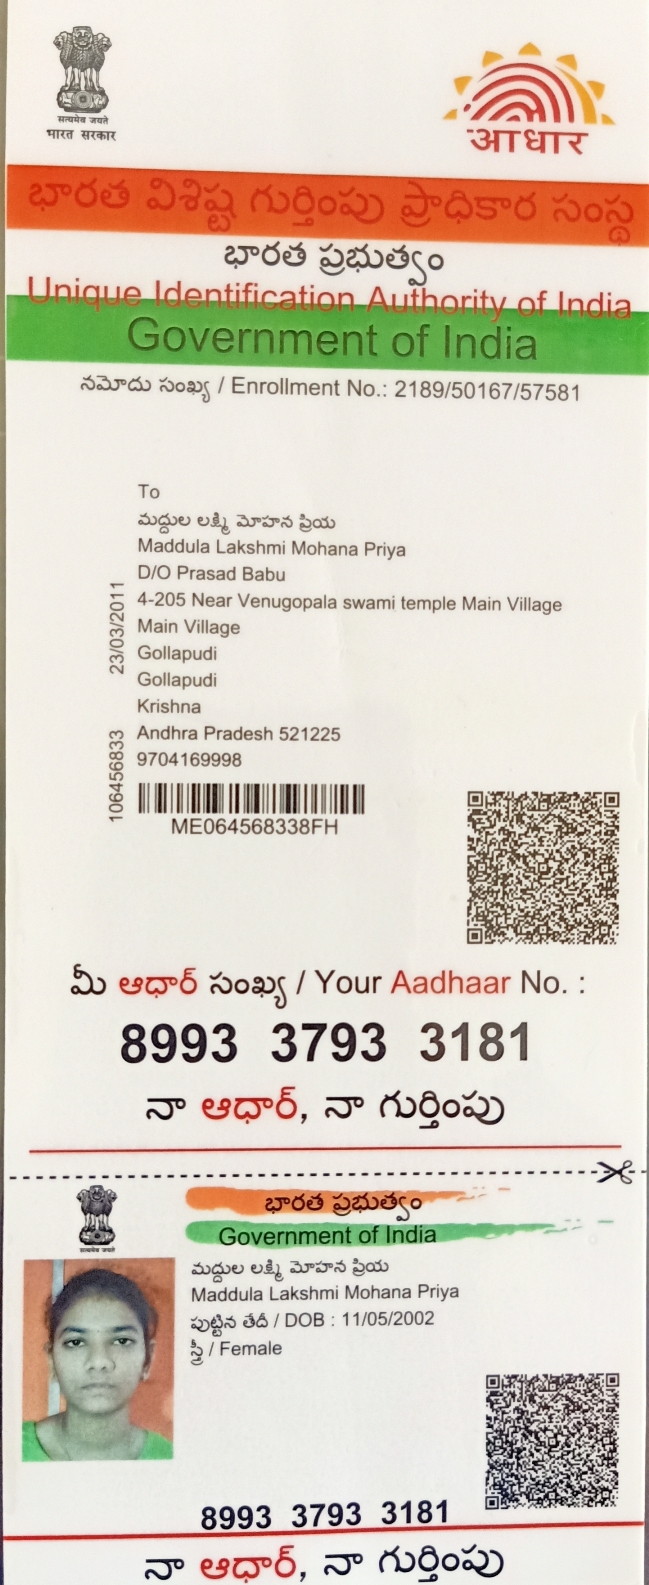 सत्यमेव जयते
भारत सरकार
आधार
భారత విశిష్ట గుర్తింపు ప్రాధికార సంస్థ
భారత ప్రభుత్వం
Unique Identification Authority of India
Government of India
నమోదు సంఖ్య / Enrollment No.: 2189/50167/57581
To
మద్దుల లక్ష్మి మోహన ప్రియ
Maddula Lakshmi Mohana Priya
D/O Prasad Babu
4-205 Near Venugopala swami temple Main Village
Main Village
Gollapudi
Gollapudi
Krishna
Andhra Pradesh 521225
9704169998
23/03/2011
106456833
ME064568338FH
మీ ఆధార్ సంఖ్య / Your Aadhaar No. :
8993 3793 3181
నా ఆధార్, నా గుర్తింపు
सत्यमेव जयते
భారత ప్రభుత్వం
Government of India
మద్దుల లక్ష్మి మోహన ప్రియ
Maddula Lakshmi Mohana Priya
పుట్టిన తేదీ / DOB : 11/05/2002
స్త్రీ / Female
8993 3793 3181
నా ఆధార్, నా గుర్తింపు